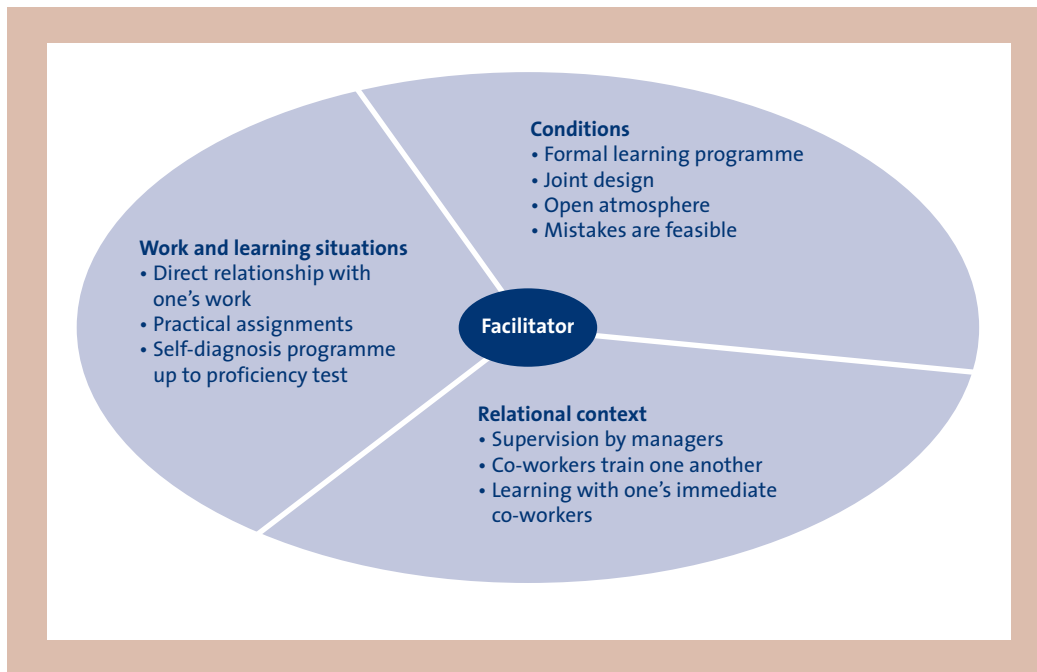 Conditions
• Formal learning programme
• Joint design
• Open atmosphere
• Mistakes are feasible
Work and learning situations
• Direct relationship with
one’s work
• Practical assignments
• Self-diagnosis programme
up to proficiency test
Facilitator
Relational context
• Supervision by managers
• Co-workers train one another
• Learning with one’s immediate
co-workers